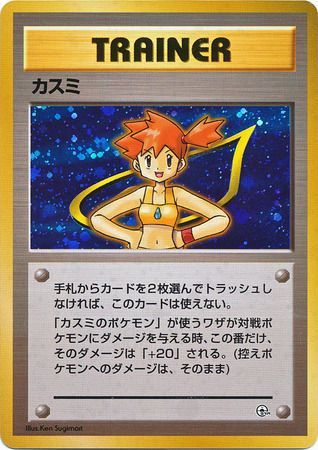 TRAINER
カスミ
手札からカードを2枚選んでトラッシュし
なければ、このカードは使えない。
「カスミのポケモン」が使うワザが対戦ポ
ケモンにダメージを与える時、この番だけ、
そのダメージは「+20」される。(控えポ
ケモンへのダメージは、そのまま)
Illus.Ken Sugimori